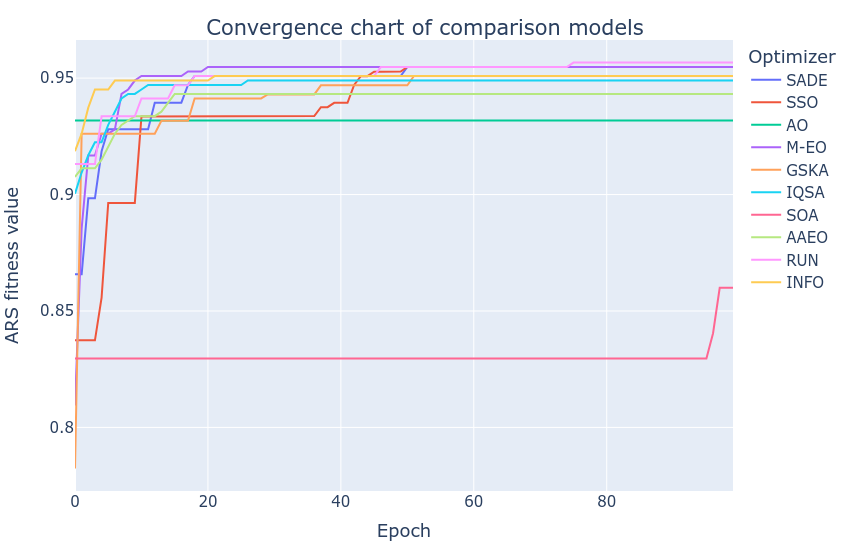 Convergence chart of comparison models
ARS fitness value
0.95
0.9
0.85
0.8
0
20
40
60
80
Epoch
Optimizer
SADE
SSO
AO
M-EO
GSKA
IQSA
SOA
AAEO
RUN
INFO